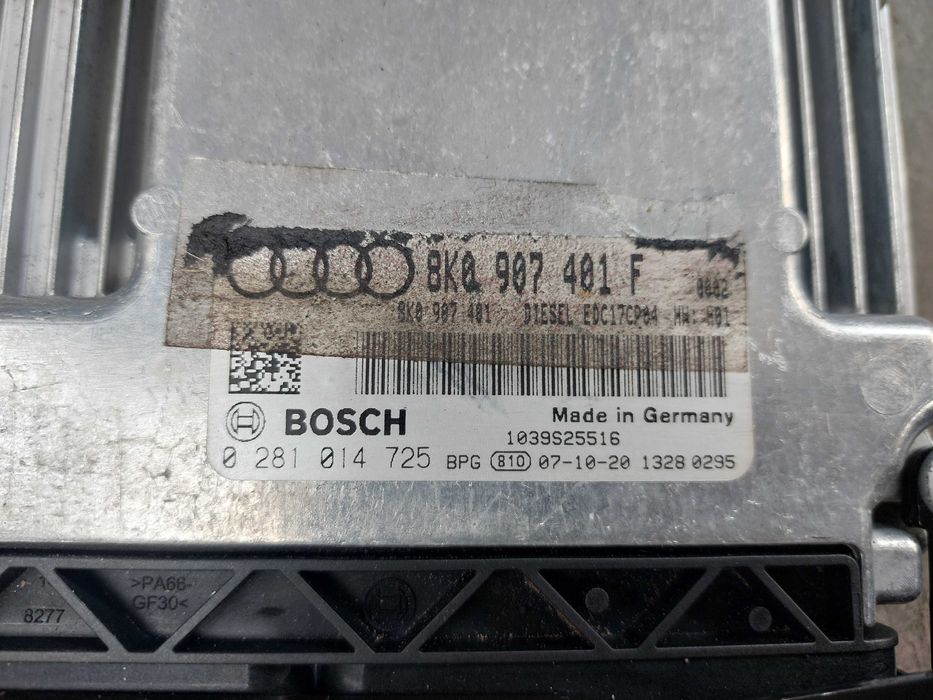 8K0 907 401 F 0002
8K0 907 401 DIESEL EDC17CP04 HW: H01
BOSCH Made in Germany
1039S25516
0 281 014 725 BPG 810 07-10-20 1328 0295
>PA66-
GF30<
8277